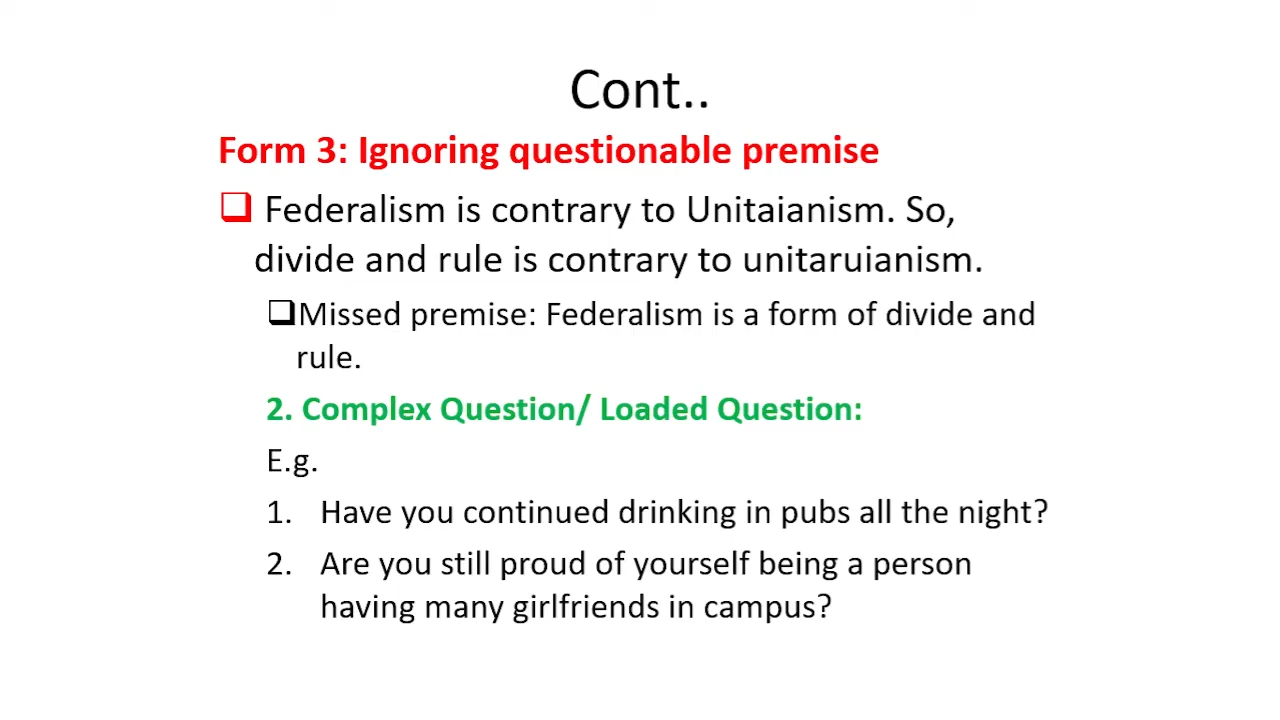 Cont..
Form 3: Ignoring questionable premise
Federalism is contrary to Unitaianism. So,
divide and rule is contrary to unitaruianism.
Missed premise: Federalism is a form of divide and
rule.
2. Complex Question/ Loaded Question:
E.g.
1. Have you continued drinking in pubs all the night?
2. Are you still proud of yourself being a person
having many girlfriends in campus?